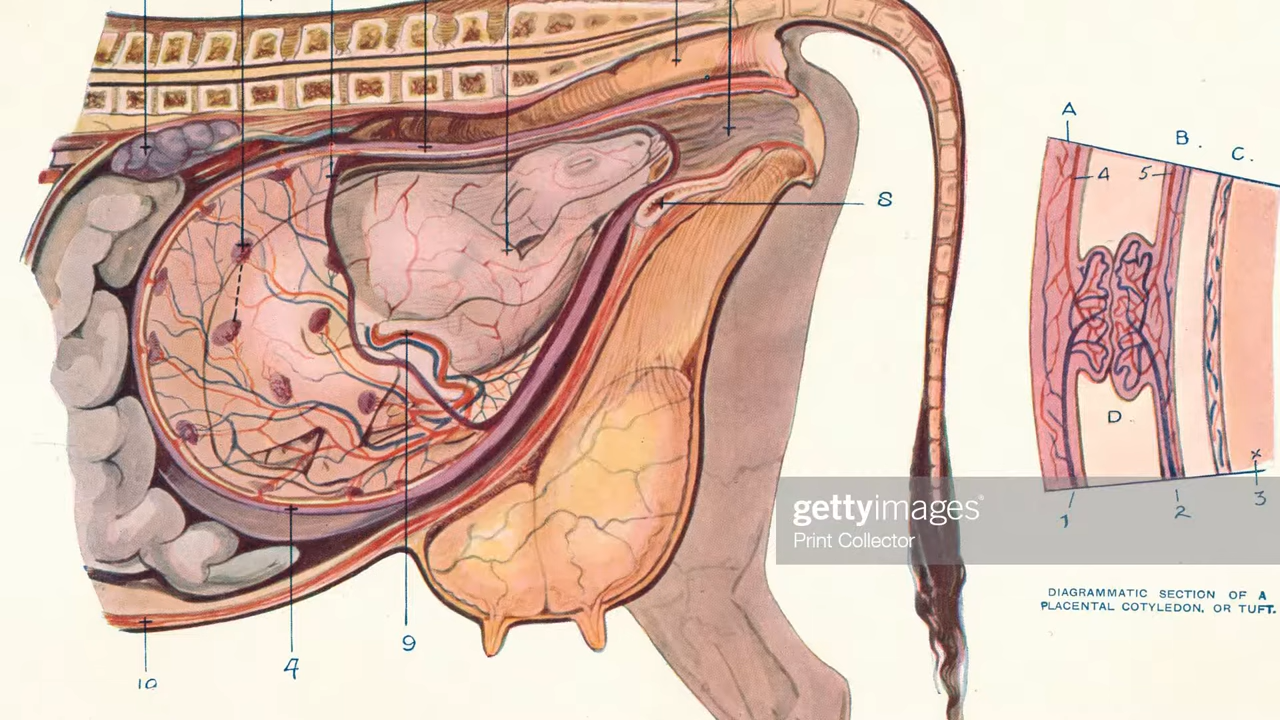 A
B.
C.
4
5
8
D
x
3
1
2
gettyimages®
Print Collector
DIAGRAMMATIC SECTION OF A
PLACENTAL COTYLEDON, OR TUFT.
9
4
10